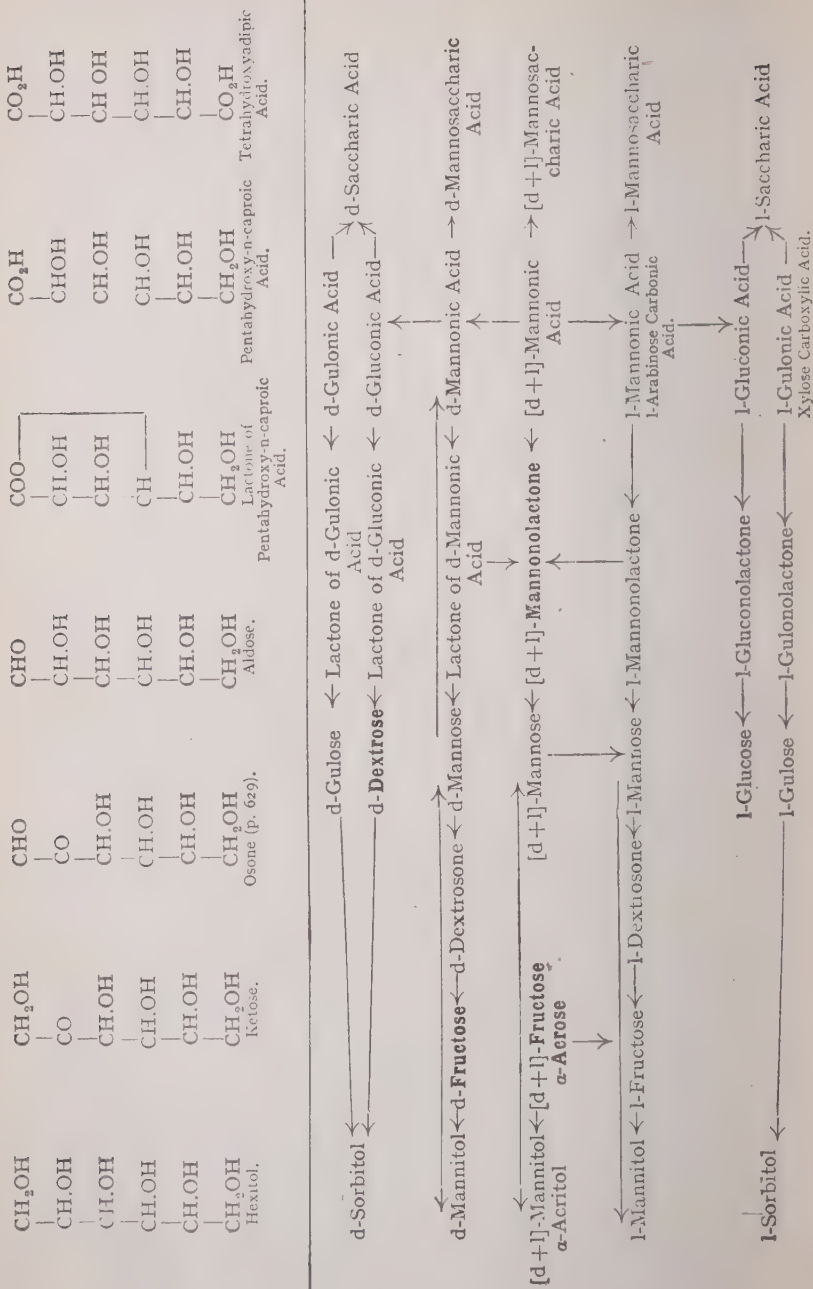 CH₂OH CH₂OH CHO CHO COO CO₂H CO₂H
CH.OH CO CO CH.OH CH.OH CHOH CH.OH
CH.OH CH.OH CH.OH CH.OH CH.OH CH.OH CH OH
CH.OH CH.OH CH.OH CH.OH CH CH.OH CH.OH
CH.OH CH.OH CH.OH CH.OH CH.OH CH.OH CH.OH
CH₂OH CH₂OH CH₂OH CH₂OH CH₂OH CH₂OH CO₂H
Hexitol. Ketose. Osone (p. 629). Aldose. Lactone of Pentahydroxy-n-caproic Tetrahydroxyadipic
Pentahydroxy-n-caproic Acid. Acid.
Acid.
d-Gulose ← Lactone of d-Gulonic ← d-Gulonic Acid
Acid
d-Sorbitol d-Saccharic Acid
d-Dextrose ← Lactone of d-Gluconic ← d-Gluconic Acid
Acid
d-Mannitol ← d-Fructose ← d-Dextrosone ← d-Mannose ← Lactone of d-Mannonic ← d-Mannonic Acid → d-Mannosaccharic
Acid Acid
[d+l]-Mannitol ← [d+l]-Fructose [d+l]-Mannose ← [d+l]-Mannonolactone ← [d+l]-Mannonic → [d+l]-Mannosac-
α-Acritol α-Acrose Acid charic Acid
l-Mannitol ← l-Fructose ← l-Dextrosone ← l-Mannose ← l-Mannonolactone ← l-Mannonic Acid → l-Mannosaccharic
l-Arabinose Carbonic Acid
Acid.
l-Glucose ← l-Gluconolactone ← l-Gluconic Acid
l-Sorbitol l-Saccharic Acid
l-Gulose ← l-Gulonolactone ← l-Gulonic Acid
Xylose Carboxylic Acid.